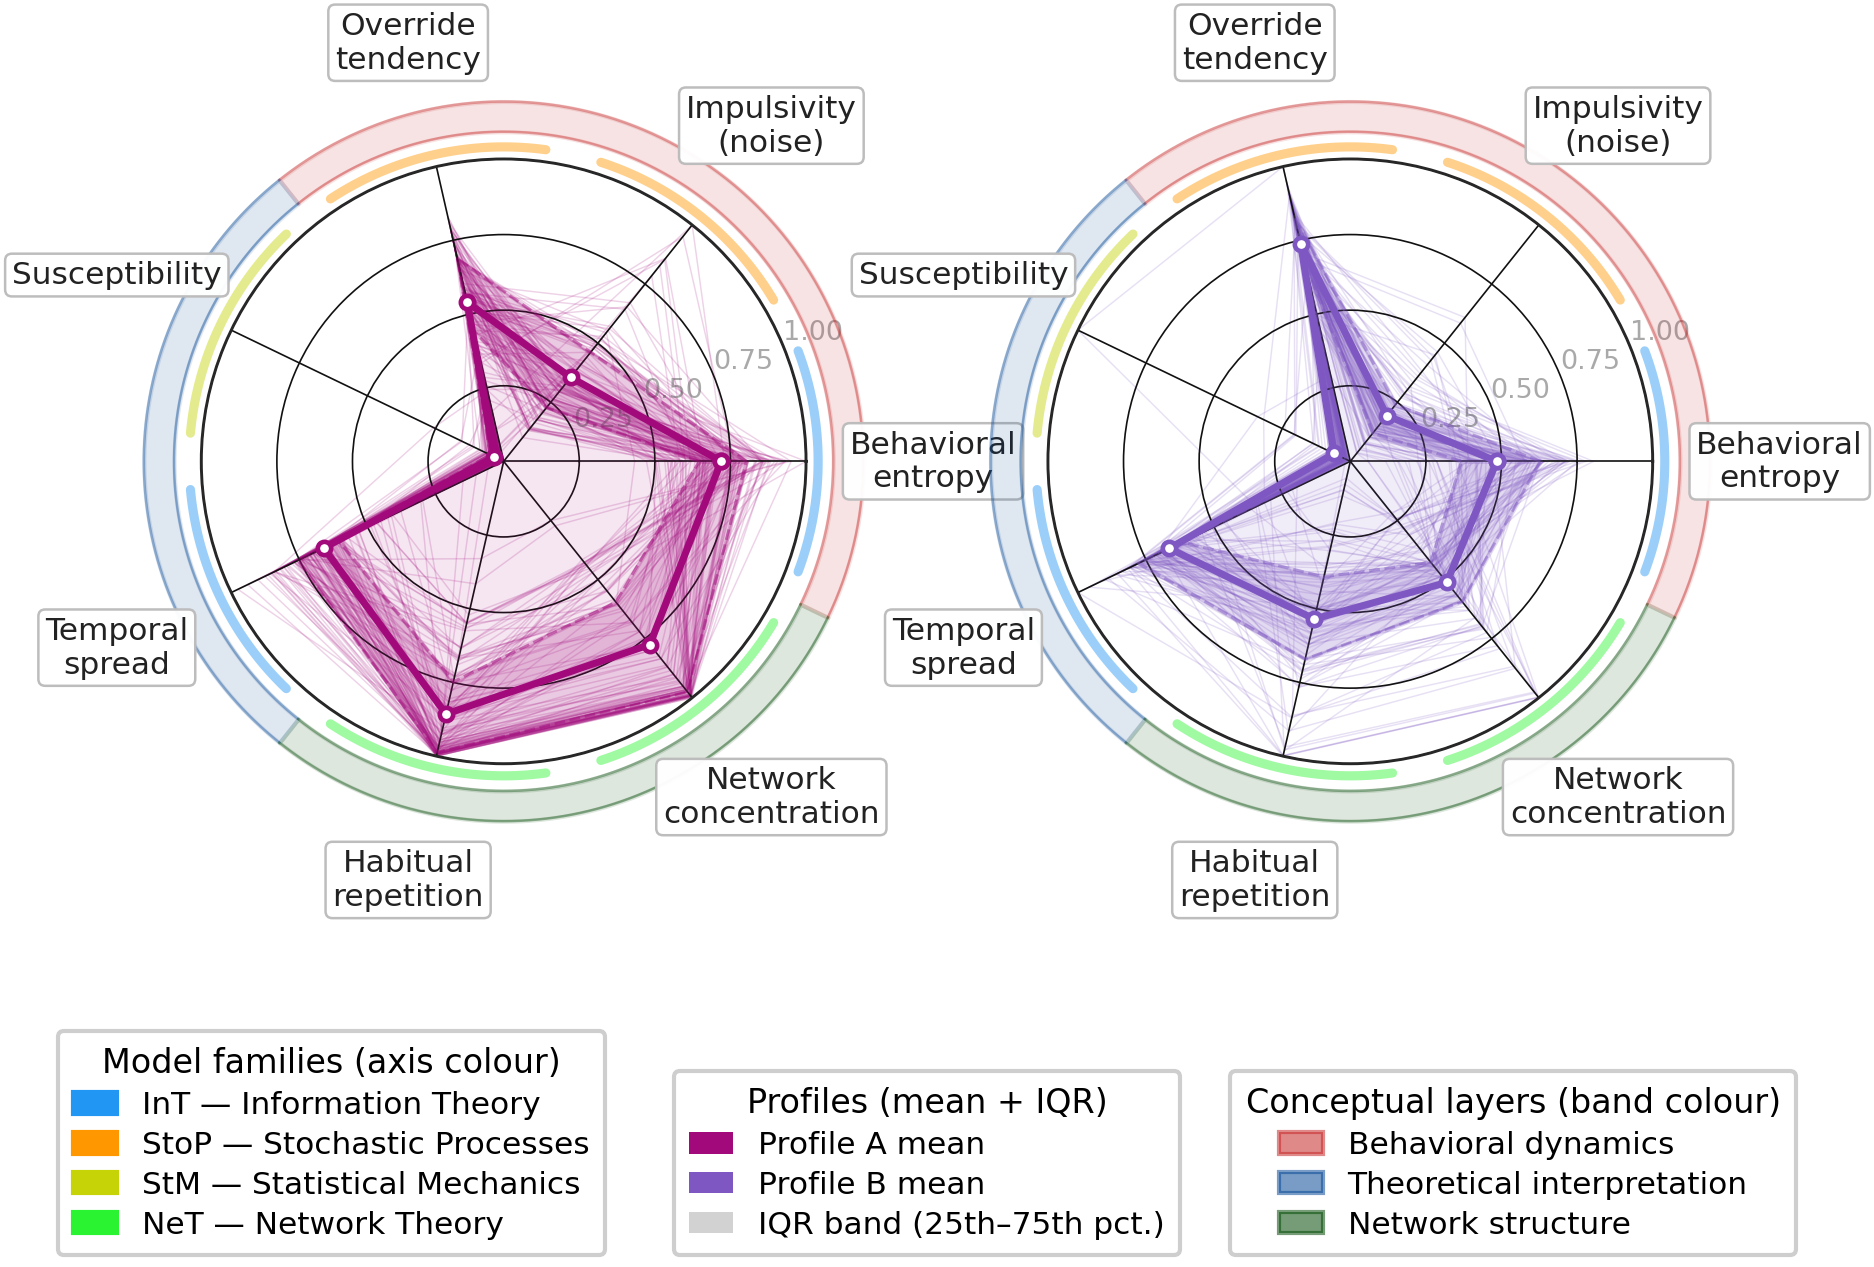 Override
tendency
Impulsivity
(noise)
Susceptibility
1.00
0.75
0.50
0.25
Behavioral
entropy
Temporal
spread
Network
concentration
Habitual
repetition
Override
tendency
Impulsivity
(noise)
Susceptibility
1.00
0.75
0.50
0.25
Behavioral
entropy
Temporal
spread
Network
concentration
Habitual
repetition
Model families (axis colour)
InT — Information Theory
StoP — Stochastic Processes
StM — Statistical Mechanics
NeT — Network Theory
Profiles (mean + IQR)
Profile A mean
Profile B mean
IQR band (25th–75th pct.)
Conceptual layers (band colour)
Behavioral dynamics
Theoretical interpretation
Network structure